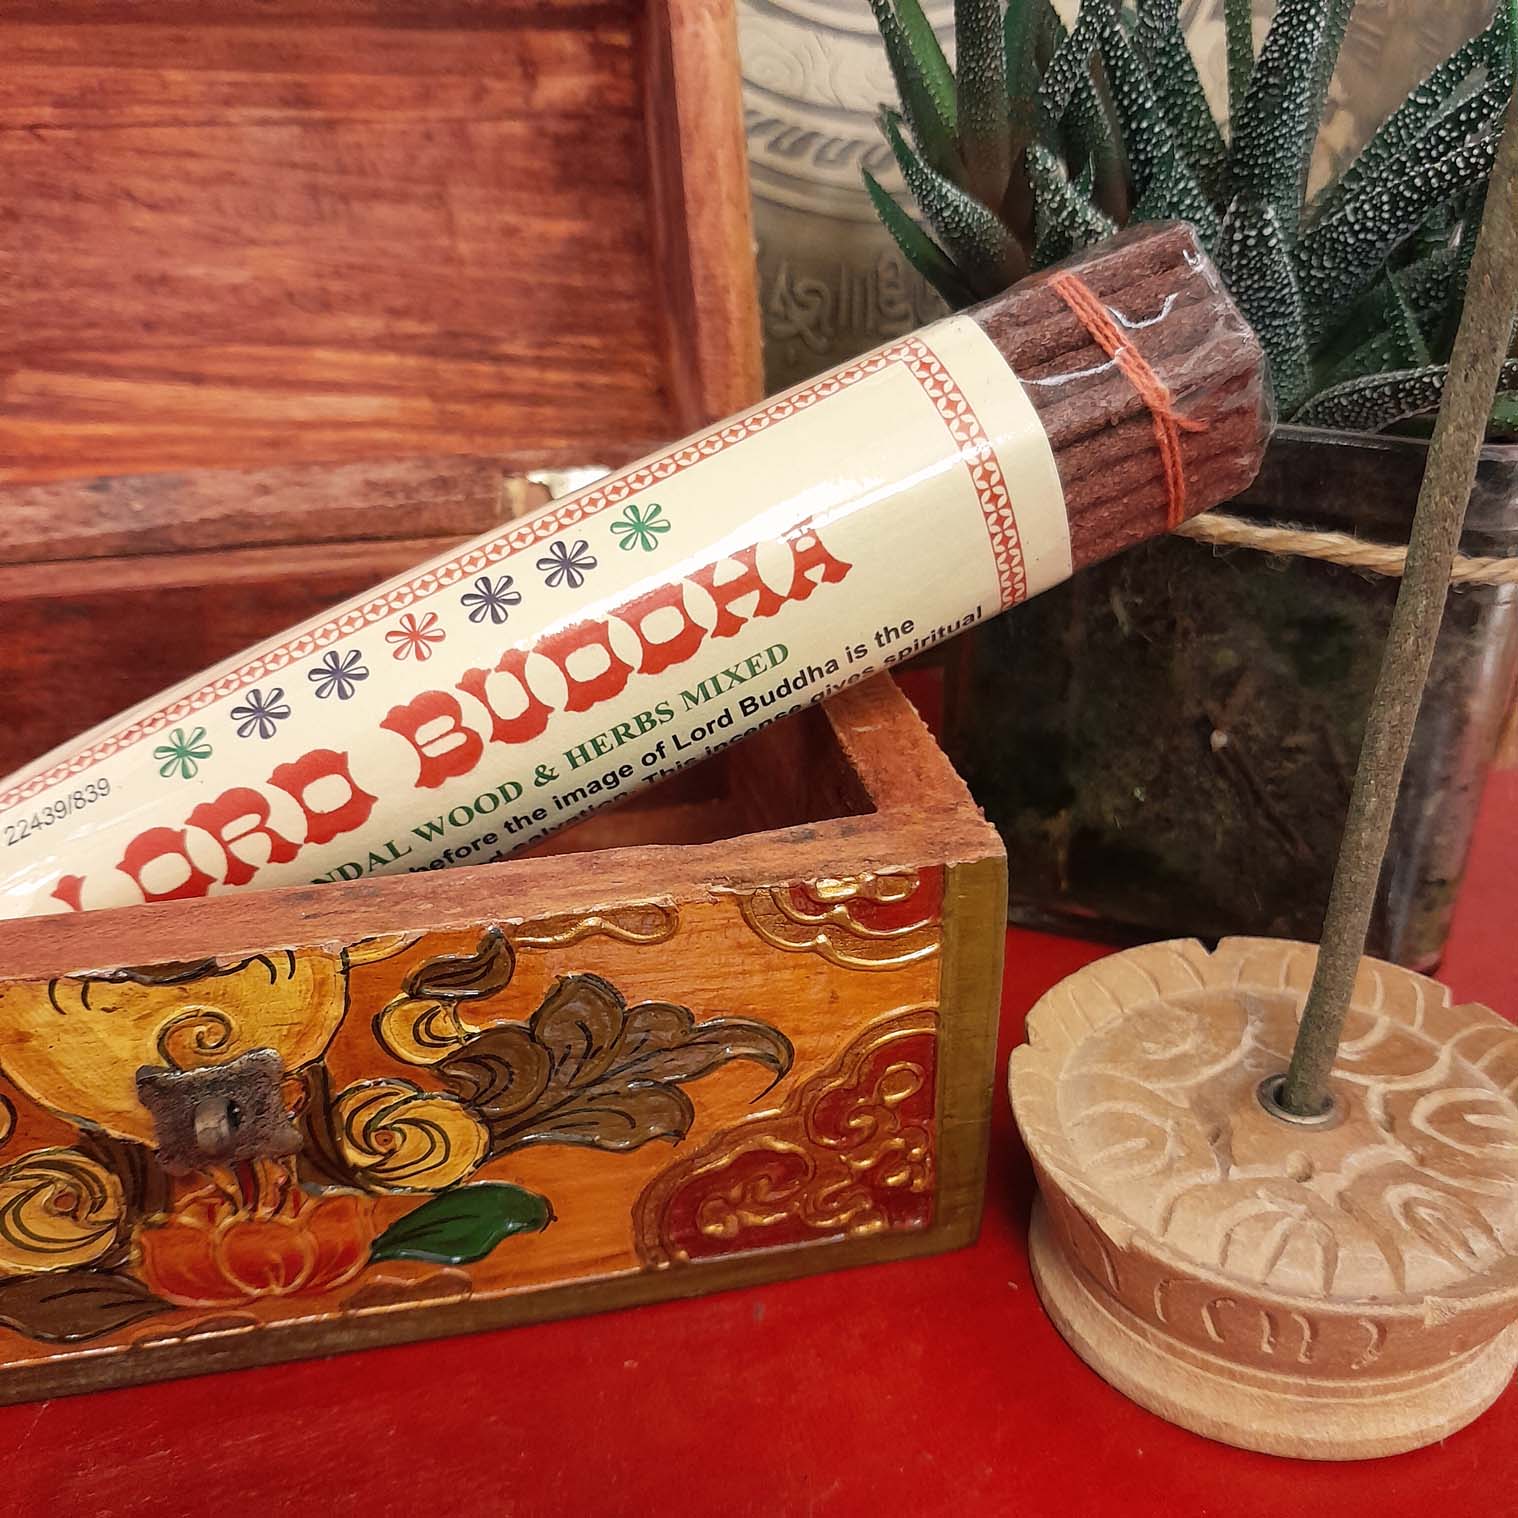 22439/839
LORD BUDDHA
NDAL WOOD & HERBS MIXED
before the image of Lord Buddha is the
salvation. This incense gives spiritual